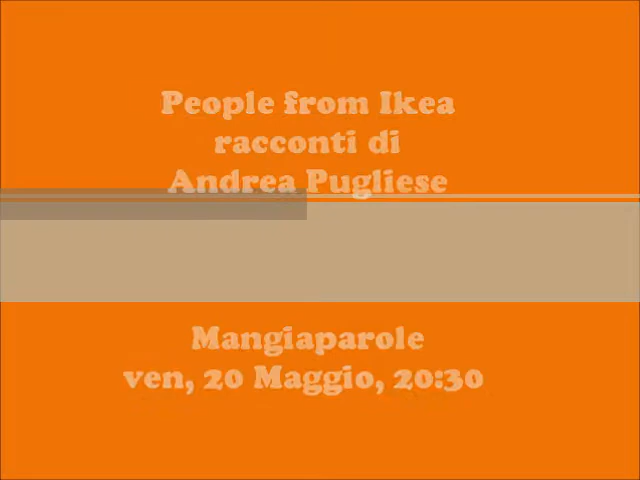 People from Ikea
racconti di
Andrea Pugliese
Mangiaparole
ven, 20 Maggio, 20:30